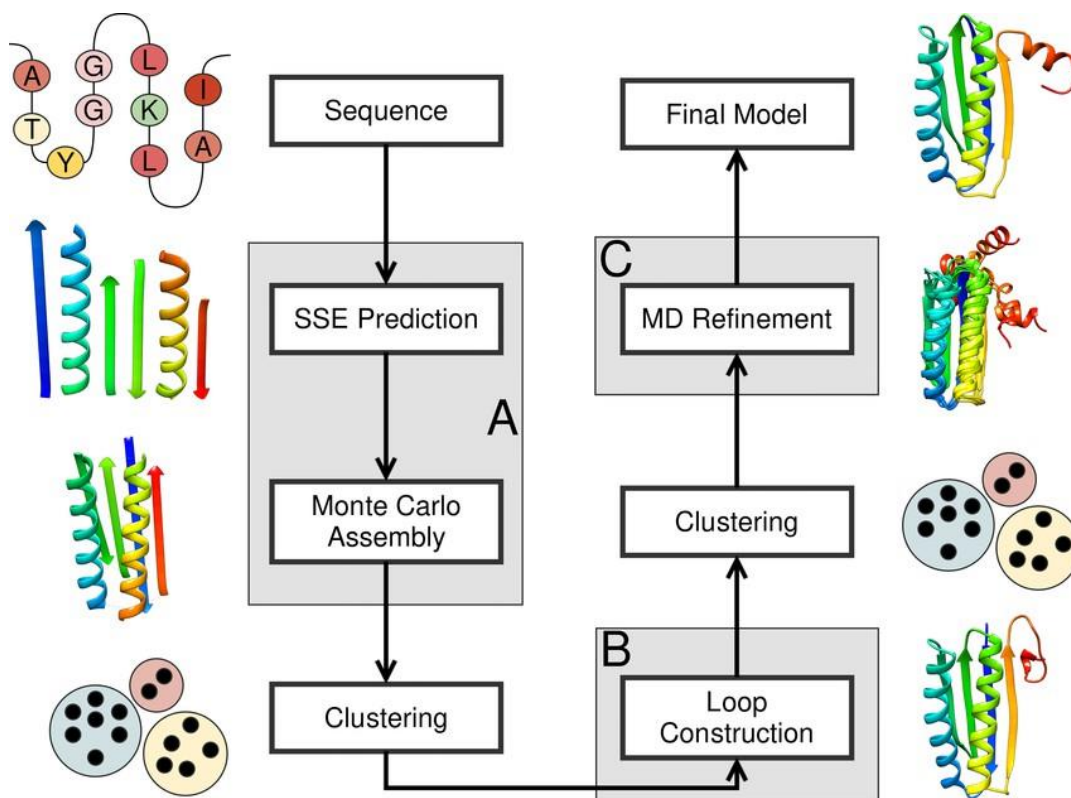 A
T
Y
G
G
L
K
L
A
I
Sequence
SSE Prediction
A
Monte Carlo
Assembly
Clustering
B
Loop
Construction
Clustering
C
MD Refinement
Final Model